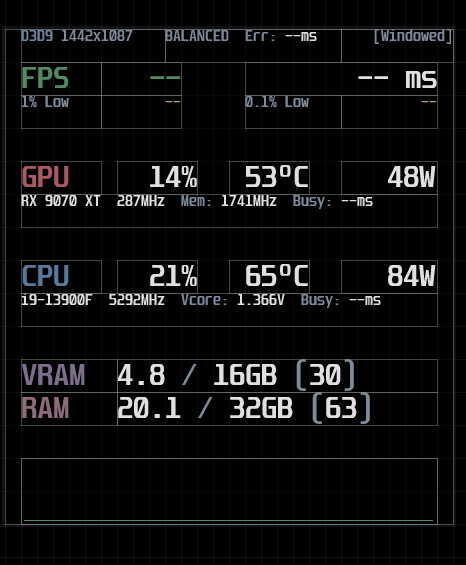 D3D9 1442x1087 BALANCED Err: --ms [Windowed]
FPS -- -- ms
1% Low -- 0.1% Low --
GPU 14% 53ºC 48W
RX 9070 XT 287MHz Mem: 1741MHz Busy: --ms
CPU 21% 65ºC 84W
i9-13900F 5292MHz Vcore: 1.366V Busy: --ms
VRAM 4.8 / 16GB [30]
RAM 20.1 / 32GB [63]